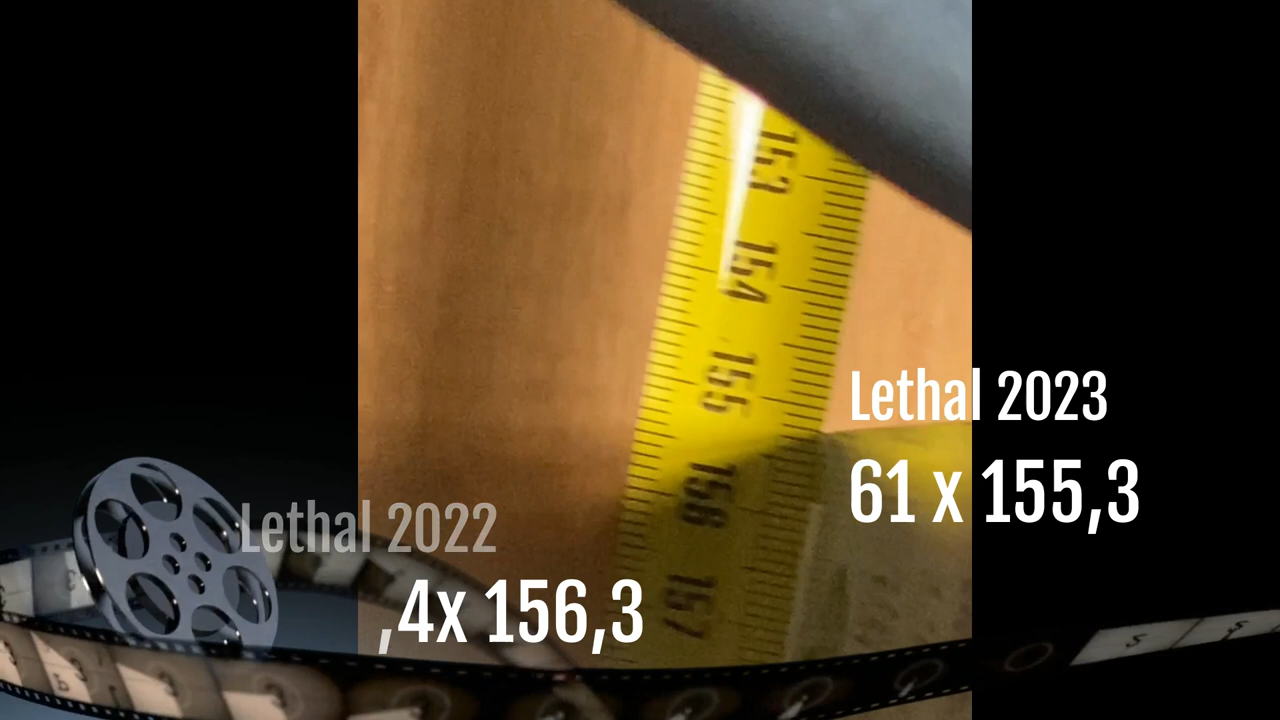 153
154
155
156
157
Lethal 2023
61 x 155,3
Lethal 2022
,4x 156,3